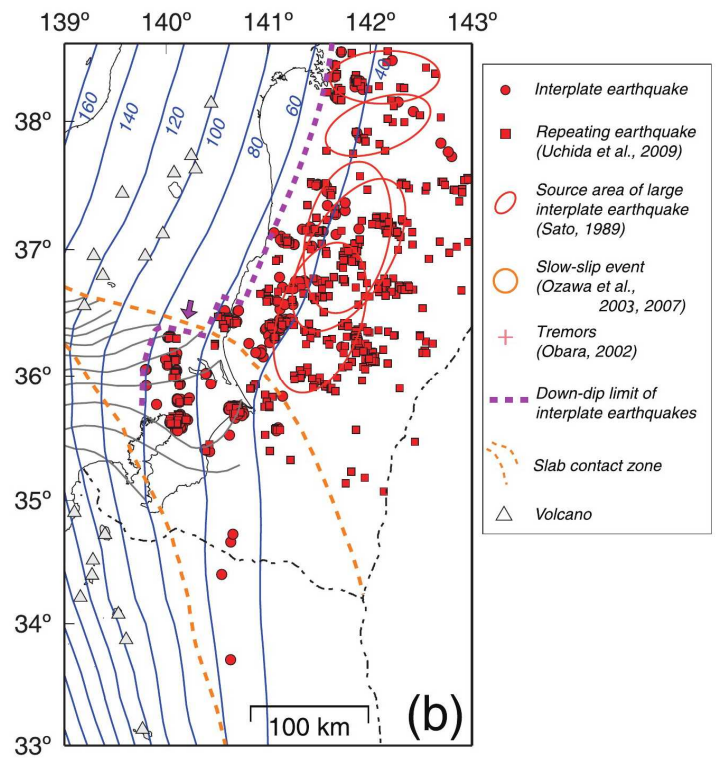 139° 140° 141° 142° 143°
38°
37°
36°
35°
34°
33°
160
140
120
100
80
60
40
100 km
(b)
Interplate earthquake
Repeating earthquake
(Uchida et al., 2009)
Source area of large
interplate earthquake
(Sato, 1989)
Slow-slip event
(Ozawa et al.,
2003, 2007)
Tremors
(Obara, 2002)
Down-dip limit of
interplate earthquakes
Slab contact zone
Volcano